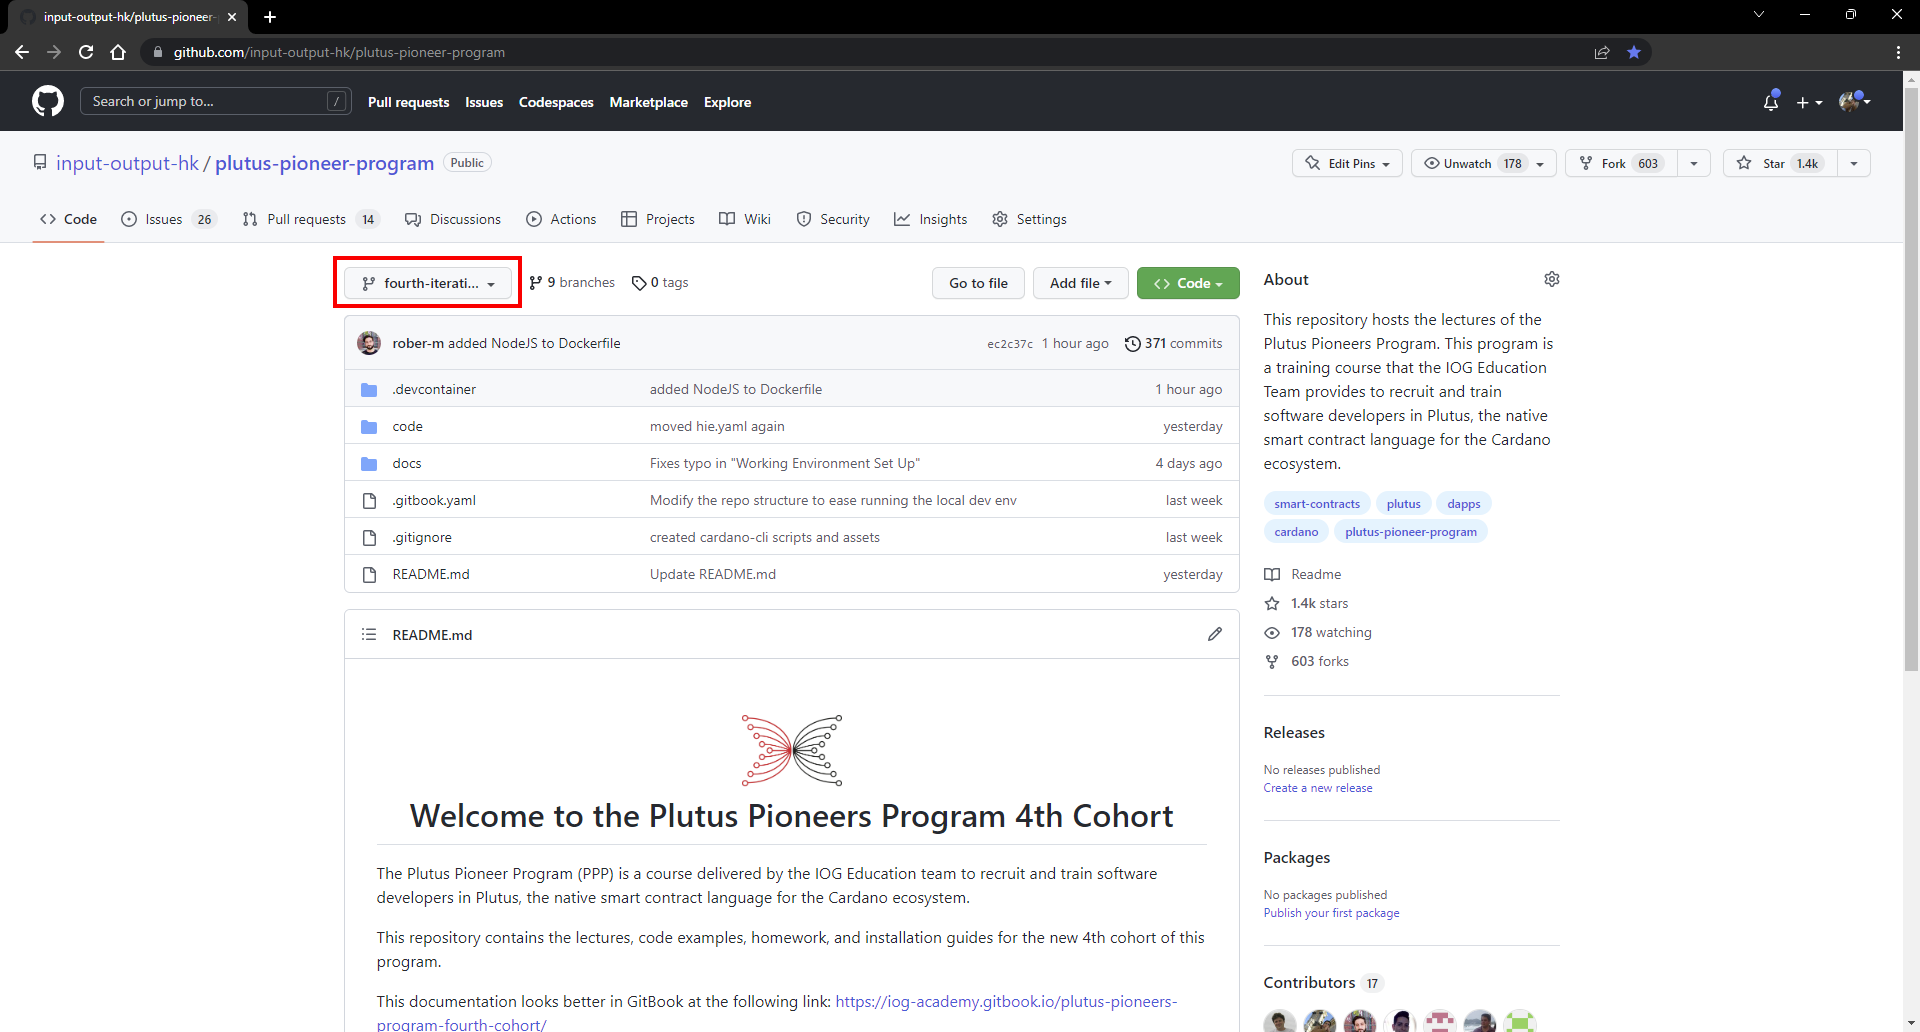 input-output-hk/plutus-pioneer-
github.com/input-output-hk/plutus-pioneer-program
Search or jump to...
/
Pull requests
Issues
Codespaces
Marketplace
Explore
input-output-hk / plutus-pioneer-program
Public
Edit Pins
Unwatch 178
Fork 603
Star 1.4k
Code
Issues 26
Pull requests 14
Discussions
Actions
Projects
Wiki
Security
Insights
Settings
fourth-iterati...
9 branches
0 tags
Go to file
Add file
Code
rober-m added NodeJS to Dockerfile
ec2c37c 1 hour ago
371 commits
.devcontainer
added NodeJS to Dockerfile
1 hour ago
code
moved hie.yaml again
yesterday
docs
Fixes typo in "Working Environment Set Up"
4 days ago
.gitbook.yaml
Modify the repo structure to ease running the local dev env
last week
.gitignore
created cardano-cli scripts and assets
last week
README.md
Update README.md
yesterday
README.md
Welcome to the Plutus Pioneers Program 4th Cohort
The Plutus Pioneer Program (PPP) is a course delivered by the IOG Education team to recruit and train software
developers in Plutus, the native smart contract language for the Cardano ecosystem.
This repository contains the lectures, code examples, homework, and installation guides for the new 4th cohort of this
program.
This documentation looks better in GitBook at the following link: https://iog-academy.gitbook.io/plutus-pioneers-
program-fourth-cohort/
About
This repository hosts the lectures of the
Plutus Pioneers Program. This program is
a training course that the IOG Education
Team provides to recruit and train
software developers in Plutus, the native
smart contract language for the Cardano
ecosystem.
smart-contracts
plutus
dapps
cardano
plutus-pioneer-program
Readme
1.4k stars
178 watching
603 forks
Releases
No releases published
Create a new release
Packages
No packages published
Publish your first package
Contributors 17